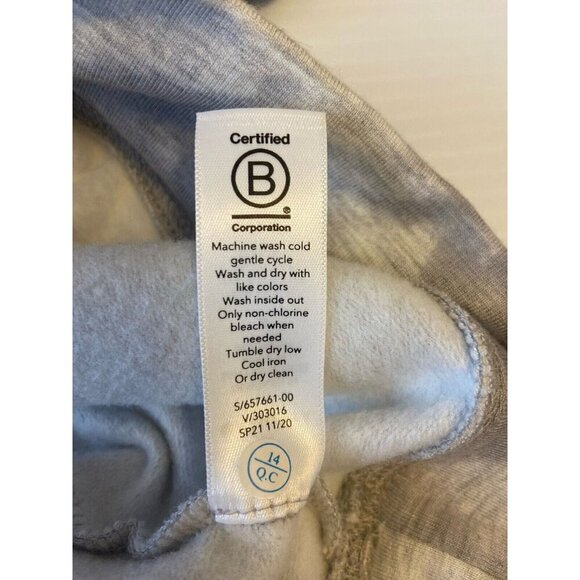 Certified
B
Corporation
Machine wash cold
gentle cycle
Wash and dry with
like colors
Wash inside out
Only non-chlorine
bleach when
needed
Tumble dry low
Cool iron
Or dry clean
S/657661-00
V/303016
SP21 11/20
14
Q.C